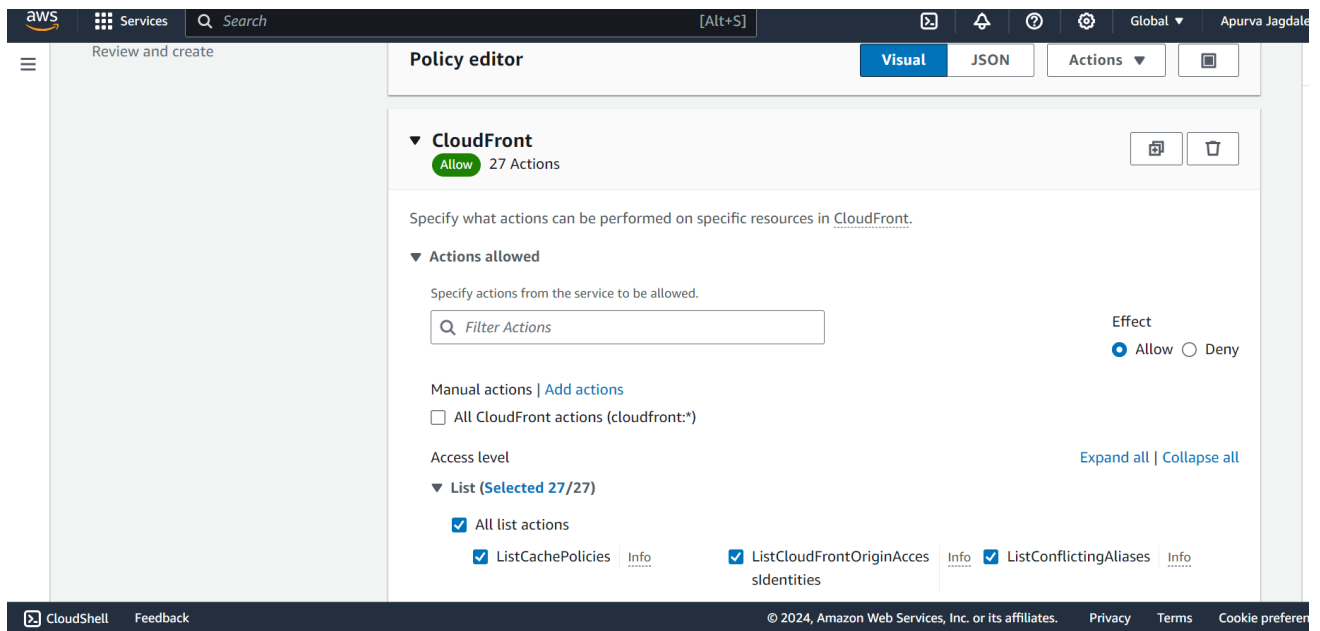 aws Services Search [Alt+S] Global Apurva Jagdale
Review and create
Policy editor Visual JSON Actions
CloudFront
Allow 27 Actions
Specify what actions can be performed on specific resources in CloudFront.
Actions allowed
Specify actions from the service to be allowed.
Filter Actions
Effect
Allow Deny
Manual actions | Add actions
All CloudFront actions (cloudfront:*)
Access level Expand all | Collapse all
List (Selected 27/27)
All list actions
ListCachePolicies Info ListCloudFrontOriginAcces Info ListConflictingAliases Info
sIdentities
CloudShell Feedback © 2024, Amazon Web Services, Inc. or its affiliates. Privacy Terms Cookie preferen